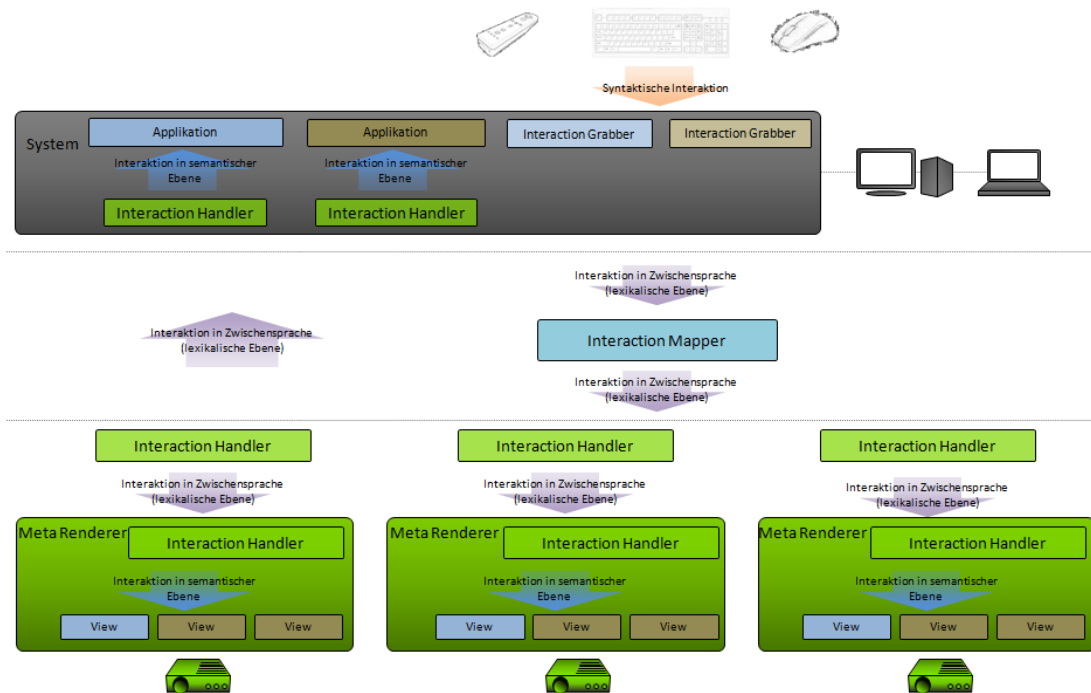 Syntaktische Interaktion
System
Applikation
Applikation
Interaction Grabber
Interaction Grabber
Interaktion in semantischer
Ebene
Interaktion in semantischer
Ebene
Interaction Handler
Interaction Handler
Interaktion in Zwischensprache
(lexikalische Ebene)
Interaktion in Zwischensprache
(lexikalische Ebene)
Interaction Mapper
Interaktion in Zwischensprache
(lexikalische Ebene)
Interaction Handler
Interaction Handler
Interaction Handler
Interaktion in Zwischensprache
(lexikalische Ebene)
Interaktion in Zwischensprache
(lexikalische Ebene)
Interaktion in Zwischensprache
(lexikalische Ebene)
Meta Renderer
Interaction Handler
Interaktion in semantischer
Ebene
View
View
View
Meta Renderer
Interaction Handler
Interaktion in semantischer
Ebene
View
View
View
Meta Renderer
Interaction Handler
Interaktion in semantischer
Ebene
View
View
View